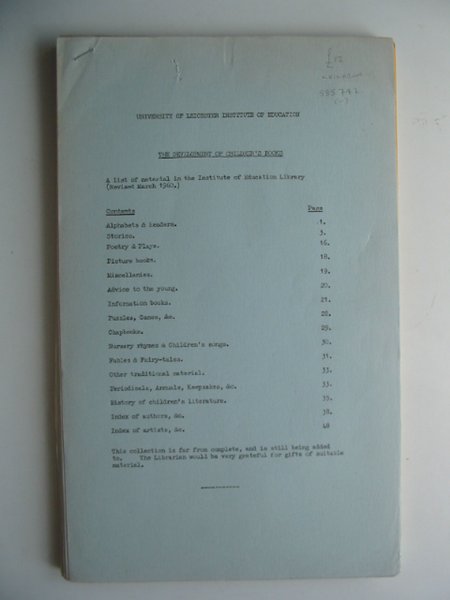 £12
885742
UNIVERSITY OF LEICESTER INSTITUTE OF EDUCATION
THE DEVELOPMENT OF CHILDREN'S BOOKS
A list of material in the Institute of Education Library
(Revised March 1960.)
Contents Page
Alphabets & Readers. 1.
Stories. 3.
Poetry & Plays. 16.
Picture books. 18.
Miscellanies. 19.
Advice to the young. 20.
Information books. 21.
Puzzles, Games, &c. 28.
Chapbooks. 29.
Nursery rhymes & Children's songs. 30.
Fables & Fairy-tales. 31.
Other traditional material. 33.
Periodicals, Annuals, Keepsakes, &c. 33.
History of children's literature. 35.
Index of authors, &c. 38.
Index of artists, &c. 48
This collection is far from complete, and is still being added
to. The Librarian would be very grateful for gifts of suitable
material.